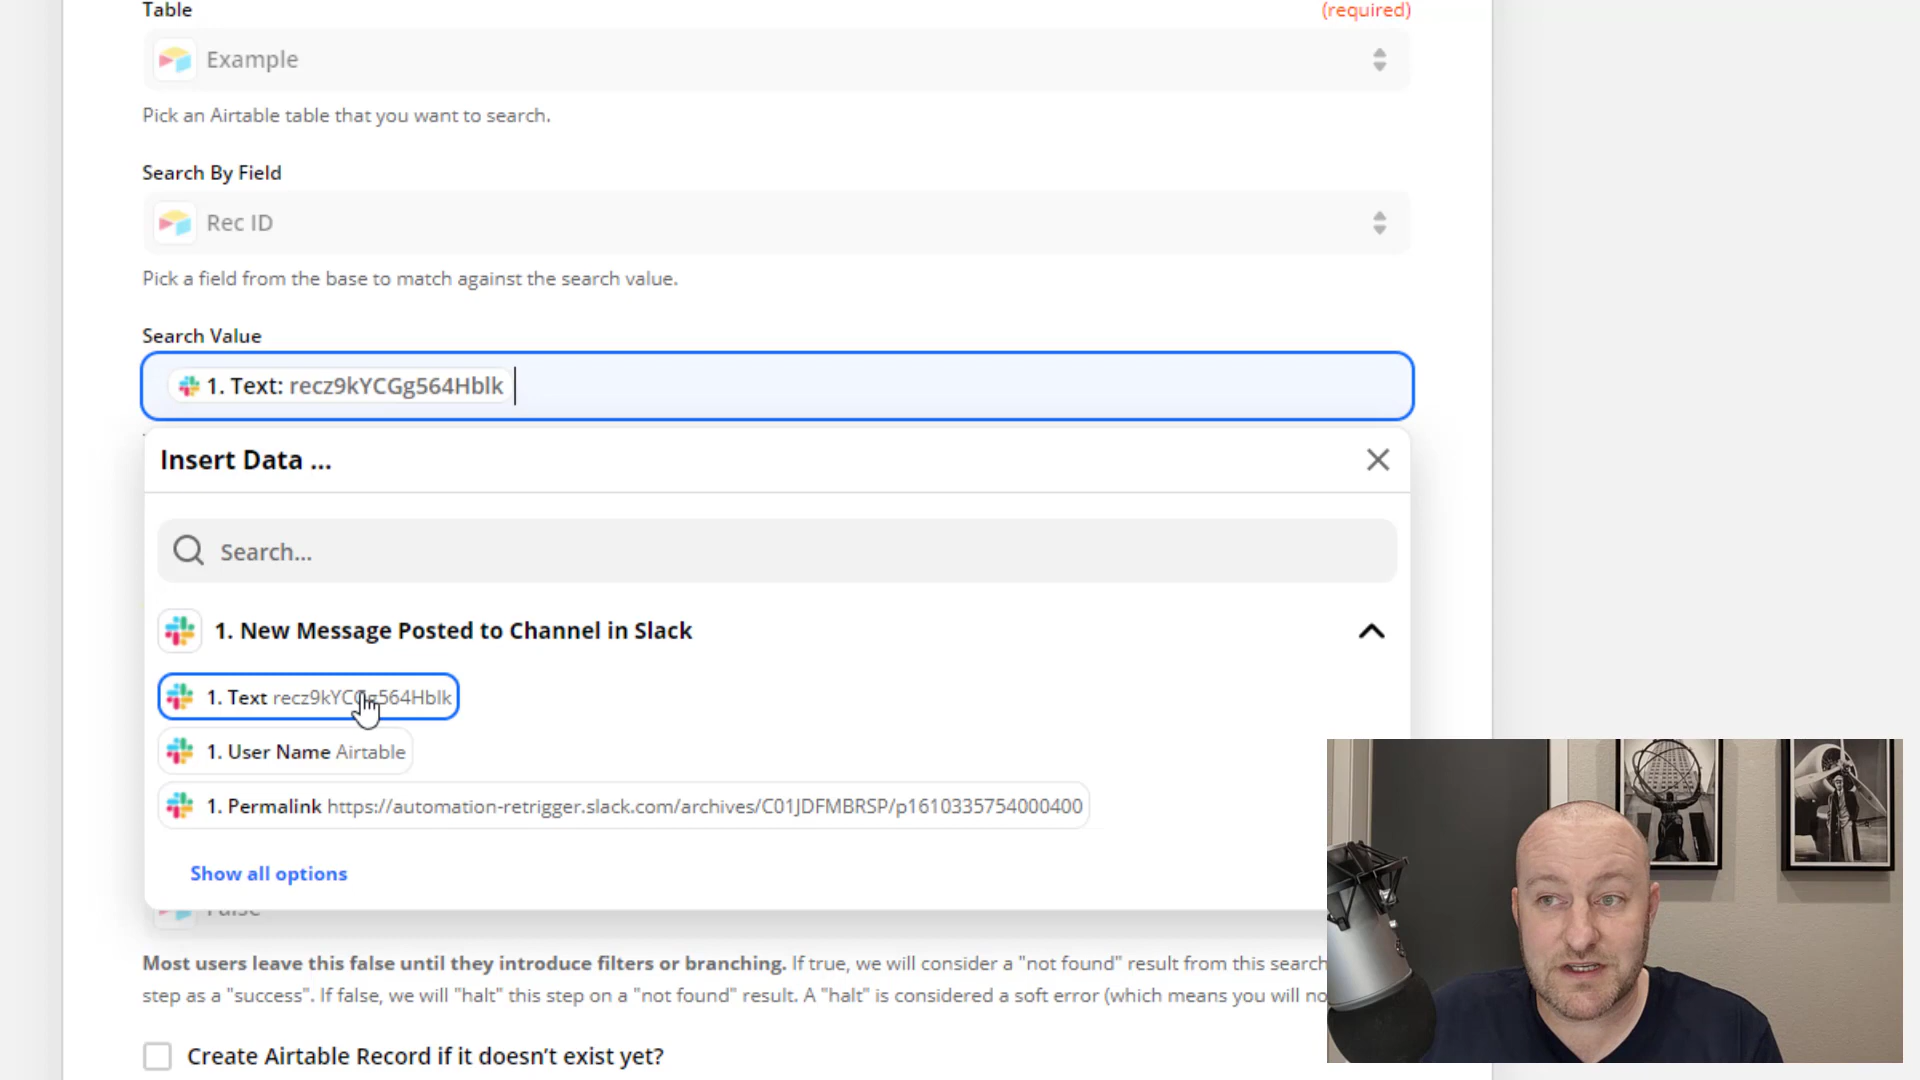 Table
(required)
Example
Pick an Airtable table that you want to search.
Search By Field
Rec ID
Pick a field from the base to match against the search value.
Search Value
1. Text: recz9kYCGg564Hblk
Insert Data ...
Search...
1. New Message Posted to Channel in Slack
1. Text recz9kYCGg564Hblk
1. User Name Airtable
1. Permalink https://automation-retrigger.slack.com/archives/C01JDFMBRSP/p1610335754000400
Show all options
False
Most users leave this false until they introduce filters or branching. If true, we will consider a "not found" result from this search
step as a "success". If false, we will "halt" this step on a "not found" result. A "halt" is considered a soft error (which means you will no
Create Airtable Record if it doesn't exist yet?